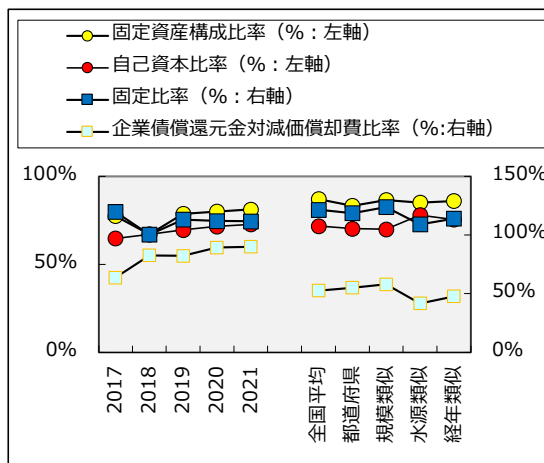 固定資産構成比率（%：左軸）
自己資本比率（%：左軸）
固定比率（%：右軸）
企業債償還元金対減価償却費比率（%:右軸）
100%
50%
0%
150%
100%
50%
0%
2017
2018
2019
2020
2021
全国平均
都道府県
規模類似
水源類似
経年類似